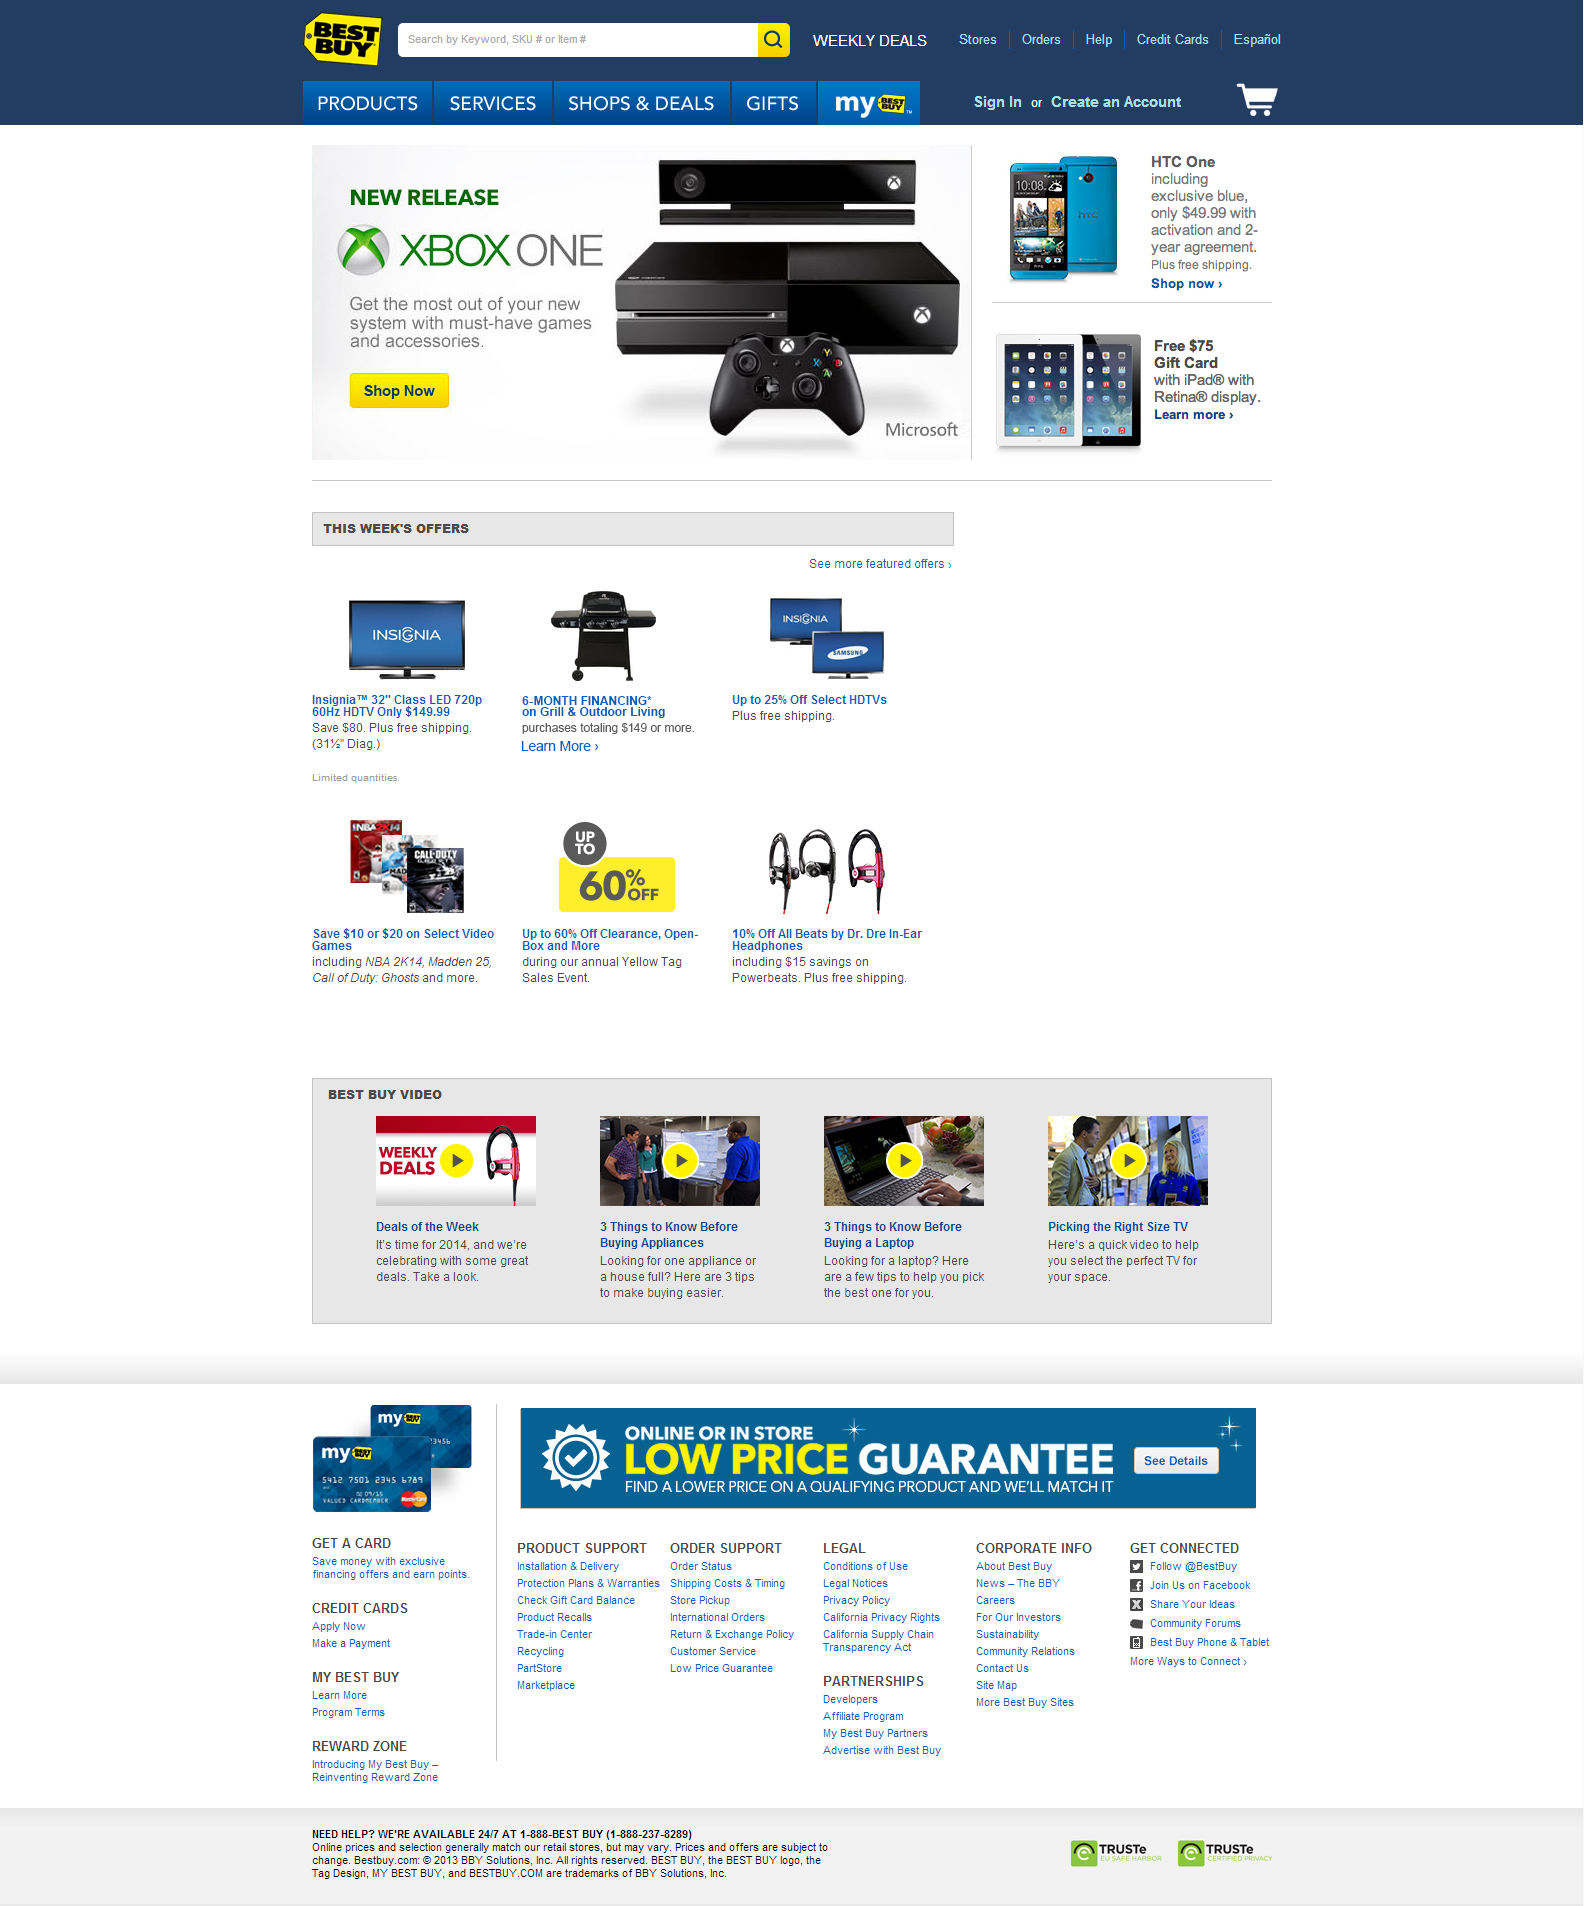 BEST BUY
Search by Keyword, SKU # or Item #
WEEKLY DEALS
Stores
Orders
Help
Credit Cards
Español
PRODUCTS
SERVICES
SHOPS & DEALS
GIFTS
my BEST BUY ™
Sign In or Create an Account
NEW RELEASE
XBOX ONE
Get the most out of your new
system with must-have games
and accessories.
Shop Now
Microsoft
10:08
hTC
HTC One
including
exclusive blue,
only $49.99 with
activation and 2-
year agreement.
Plus free shipping.
Shop now ›
Free $75
Gift Card
with iPad® with
Retina® display.
Learn more ›
THIS WEEK'S OFFERS
See more featured offers ›
INSIGNIA
Insignia™ 32" Class LED 720p
60Hz HDTV Only $149.99
Save $80. Plus free shipping.
(31½" Diag.)
Limited quantities.
6-MONTH FINANCING*
on Grill & Outdoor Living
purchases totaling $149 or more.
Learn More ›
INSIGNIA
SAMSUNG
Up to 25% Off Select HDTVs
Plus free shipping.
NBA 2K14
MAD
CALL OF DUTY
Save $10 or $20 on Select Video
Games
including NBA 2K14, Madden 25,
Call of Duty: Ghosts and more.
UP
TO
60% OFF
Up to 60% Off Clearance, Open-
Box and More
during our annual Yellow Tag
Sales Event.
10% Off All Beats by Dr. Dre In-Ear
Headphones
including $15 savings on
Powerbeats. Plus free shipping.
BEST BUY VIDEO
WEEKLY
DEALS
Deals of the Week
It's time for 2014, and we're
celebrating with some great
deals. Take a look.
3 Things to Know Before
Buying Appliances
Looking for one appliance or
a house full? Here are 3 tips
to make buying easier.
3 Things to Know Before
Buying a Laptop
Looking for a laptop? Here
are a few tips to help you pick
the best one for you.
Picking the Right Size TV
Here's a quick video to help
you select the perfect TV for
your space.
my BEST BUY
3456
my BEST BUY
5412 7501 2345 6789
09/15
VALUED CARDMEMBER
MasterCard
ONLINE OR IN STORE
LOW PRICE GUARANTEE
FIND A LOWER PRICE ON A QUALIFYING PRODUCT AND WE'LL MATCH IT
See Details
GET A CARD
Save money with exclusive
financing offers and earn points.
CREDIT CARDS
Apply Now
Make a Payment
MY BEST BUY
Learn More
Program Terms
REWARD ZONE
Introducing My Best Buy –
Reinventing Reward Zone
PRODUCT SUPPORT
Installation & Delivery
Protection Plans & Warranties
Check Gift Card Balance
Product Recalls
Trade-in Center
Recycling
PartStore
Marketplace
ORDER SUPPORT
Order Status
Shipping Costs & Timing
Store Pickup
International Orders
Return & Exchange Policy
Customer Service
Low Price Guarantee
LEGAL
Conditions of Use
Legal Notices
Privacy Policy
California Privacy Rights
California Supply Chain
Transparency Act
PARTNERSHIPS
Developers
Affiliate Program
My Best Buy Partners
Advertise with Best Buy
CORPORATE INFO
About Best Buy
News – The BBY
Careers
For Our Investors
Sustainability
Community Relations
Contact Us
Site Map
More Best Buy Sites
GET CONNECTED
Follow @BestBuy
Join Us on Facebook
Share Your Ideas
Community Forums
Best Buy Phone & Tablet
More Ways to Connect ›
NEED HELP? WE'RE AVAILABLE 24/7 AT 1-888-BEST BUY (1-888-237-8289)
Online prices and selection generally match our retail stores, but may vary. Prices and offers are subject to
change. Bestbuy.com: © 2013 BBY Solutions, Inc. All rights reserved. BEST BUY, the BEST BUY logo, the
Tag Design, MY BEST BUY, and BESTBUY.COM are trademarks of BBY Solutions, Inc.
TRUSTe
EU SAFE HARBOR
TRUSTe
CERTIFIED PRIVACY